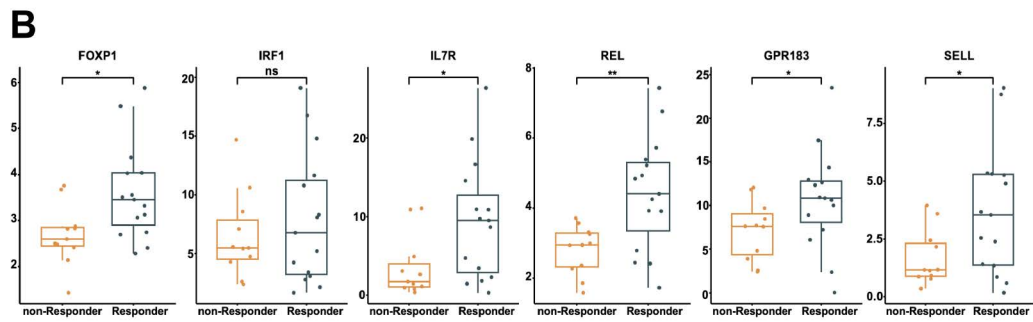 B
FOXP1
*
6
5
4
3
2
non-Responder Responder
IRF1
ns
20
15
10
5
non-Responder Responder
IL7R
*
20
10
0
non-Responder Responder
REL
**
8
6
4
2
non-Responder Responder
GPR183
*
25
20
15
10
5
0
non-Responder Responder
SELL
*
7.5
5.0
2.5
0.0
non-Responder Responder